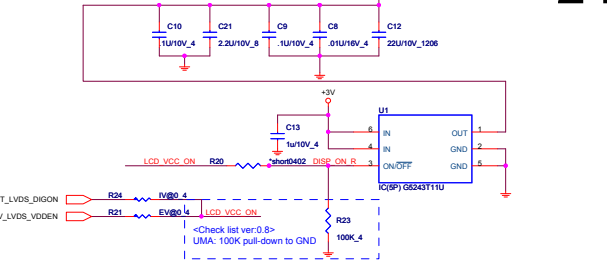 C10
.1U/10V_4
C21
2.2U/10V_8
C9
.1U/10V_4
C8
.01U/16V_4
C12
22U/10V_1206
+3V
C13
1u/10V_4
U1
6 IN OUT 1
4 IN GND 2
3 ON/OFF GND 5
IC(5P) G5243T11U
LCD_VCC_ON R20 *short0402 DISP_ON_R
T_LVDS_DIGON R24 IV@0_4
V_LVDS_VDDEN R21 EV@0_4 LCD_VCC_ON
R23
100K_4
<Check list ver:0.8>
UMA: 100K pull-down to GND